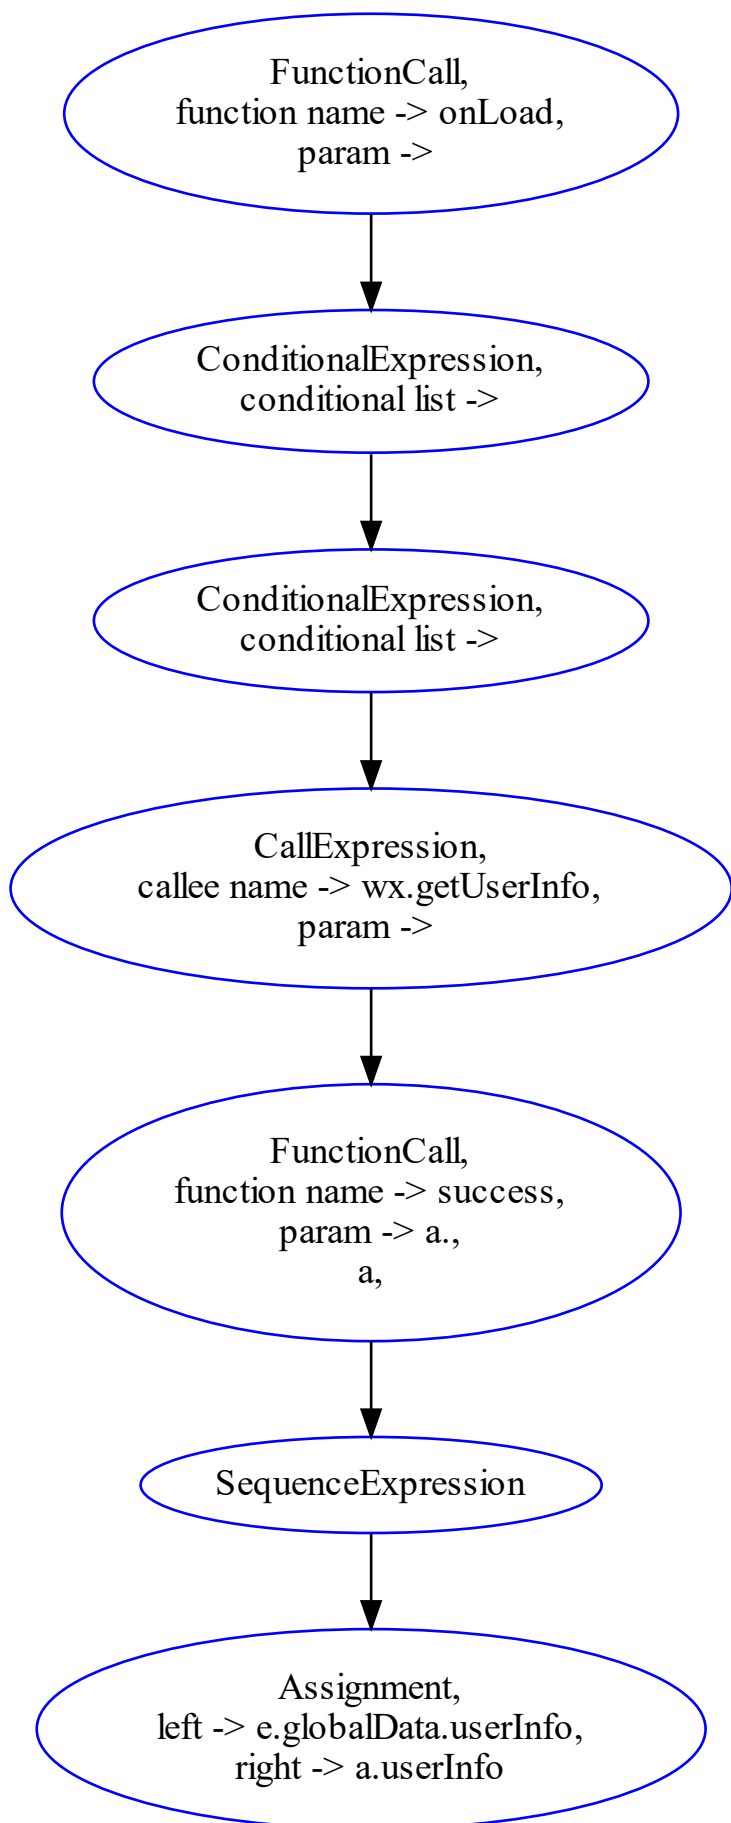 FunctionCall,
function name -> onLoad,
param ->
ConditionalExpression,
conditional list ->
ConditionalExpression,
conditional list ->
CallExpression,
callee name -> wx.getUserInfo,
param ->
FunctionCall,
function name -> success,
param -> a.,
a,
SequenceExpression
Assignment,
left -> e.globalData.userInfo,
right -> a.userInfo